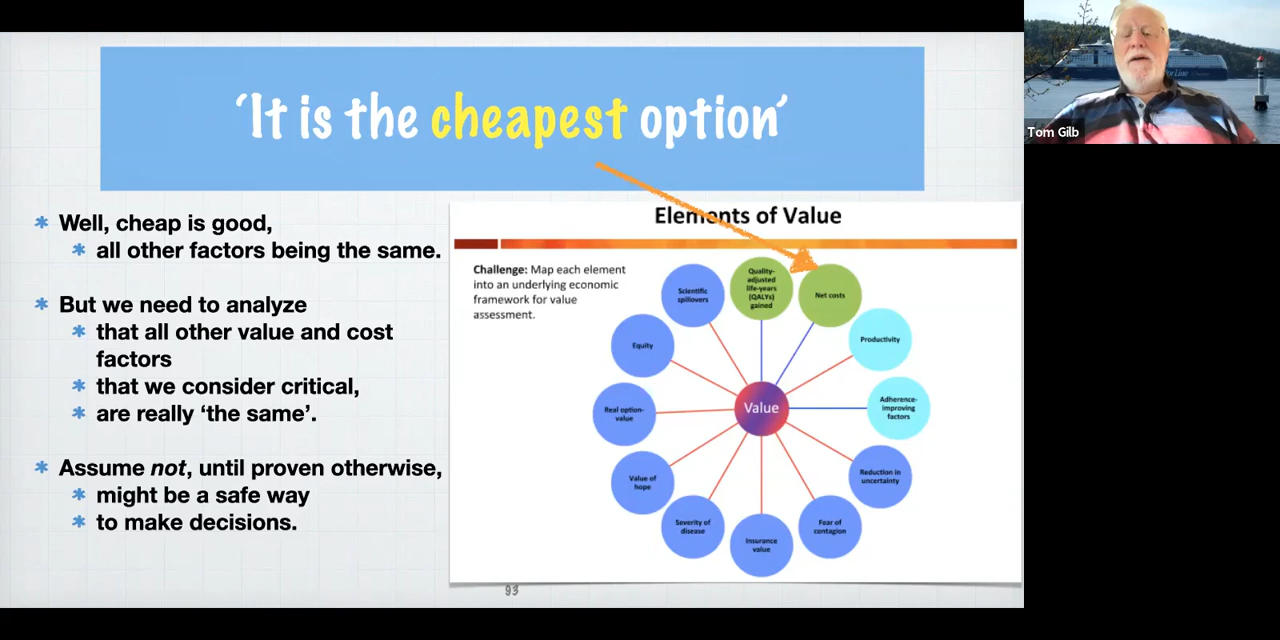 ‘It is the cheapest option’
✱ Well, cheap is good,
✱ all other factors being the same.
✱ But we need to analyze
✱ that all other value and cost
factors
✱ that we consider critical,
✱ are really ‘the same’.
✱ Assume not, until proven otherwise,
✱ might be a safe way
✱ to make decisions.
Elements of Value
Challenge: Map each element
into an underlying economic
framework for value
assessment.
Quality-
adjusted
life-years
(QALYs)
gained
Net costs
Productivity
Adherence-
improving
factors
Reduction in
uncertainty
Fear of
contagion
Insurance
value
Severity of
disease
Value of
hope
Real option-
value
Equity
Scientific
spillovers
Value
93
Tom Gilb
Line